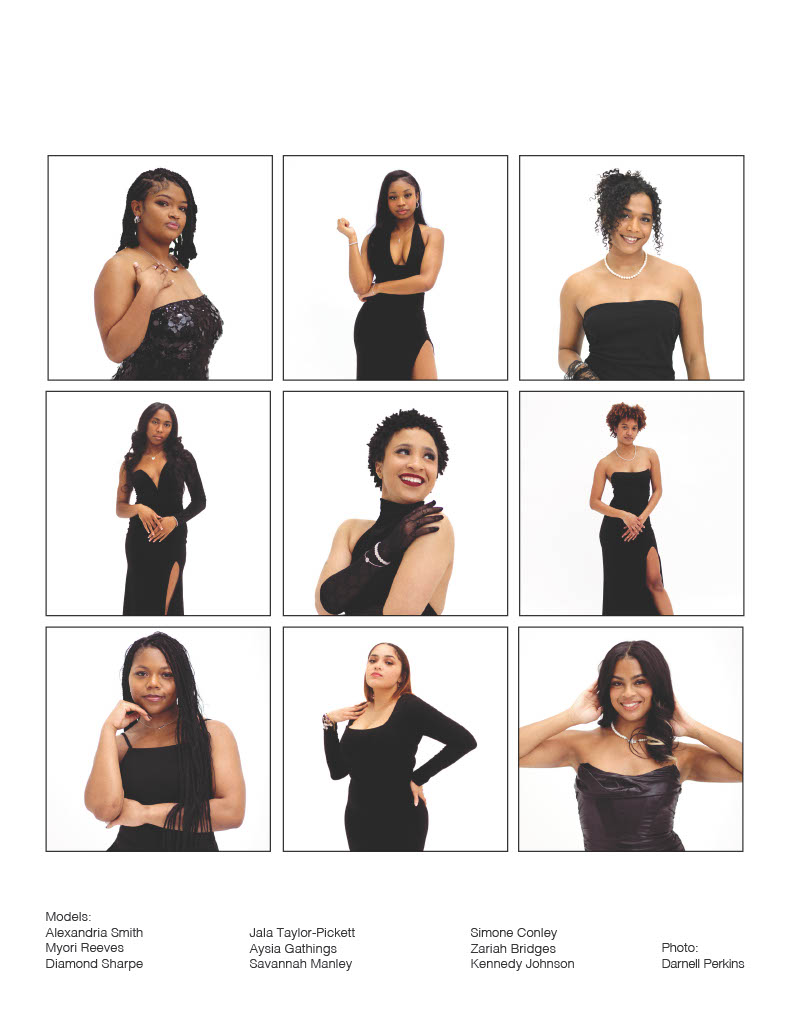 Models:
Alexandria Smith
Myori Reeves
Diamond Sharpe
Jala Taylor-Pickett
Aysia Gathings
Savannah Manley
Simone Conley
Zariah Bridges
Kennedy Johnson
Photo:
Darnell Perkins